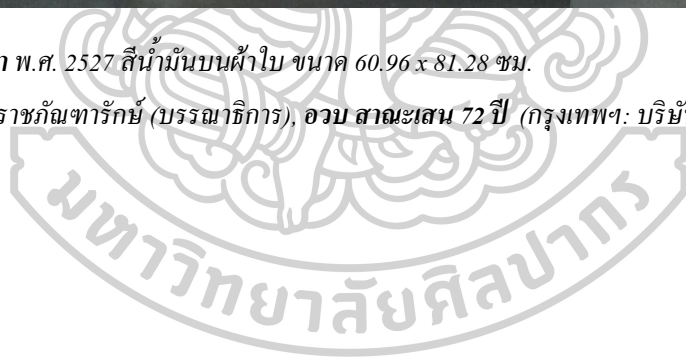 พ.ศ. 2527 สีน้ำมันบนผ้าใบ ขนาด 60.96 x 81.28 ซม.
ราชภัณฑารักษ์ (บรรณาธิการ), อวบ สาณะเสน 72 ปี (กรุงเทพฯ:
มหาวิทยาลัยศิลปากร